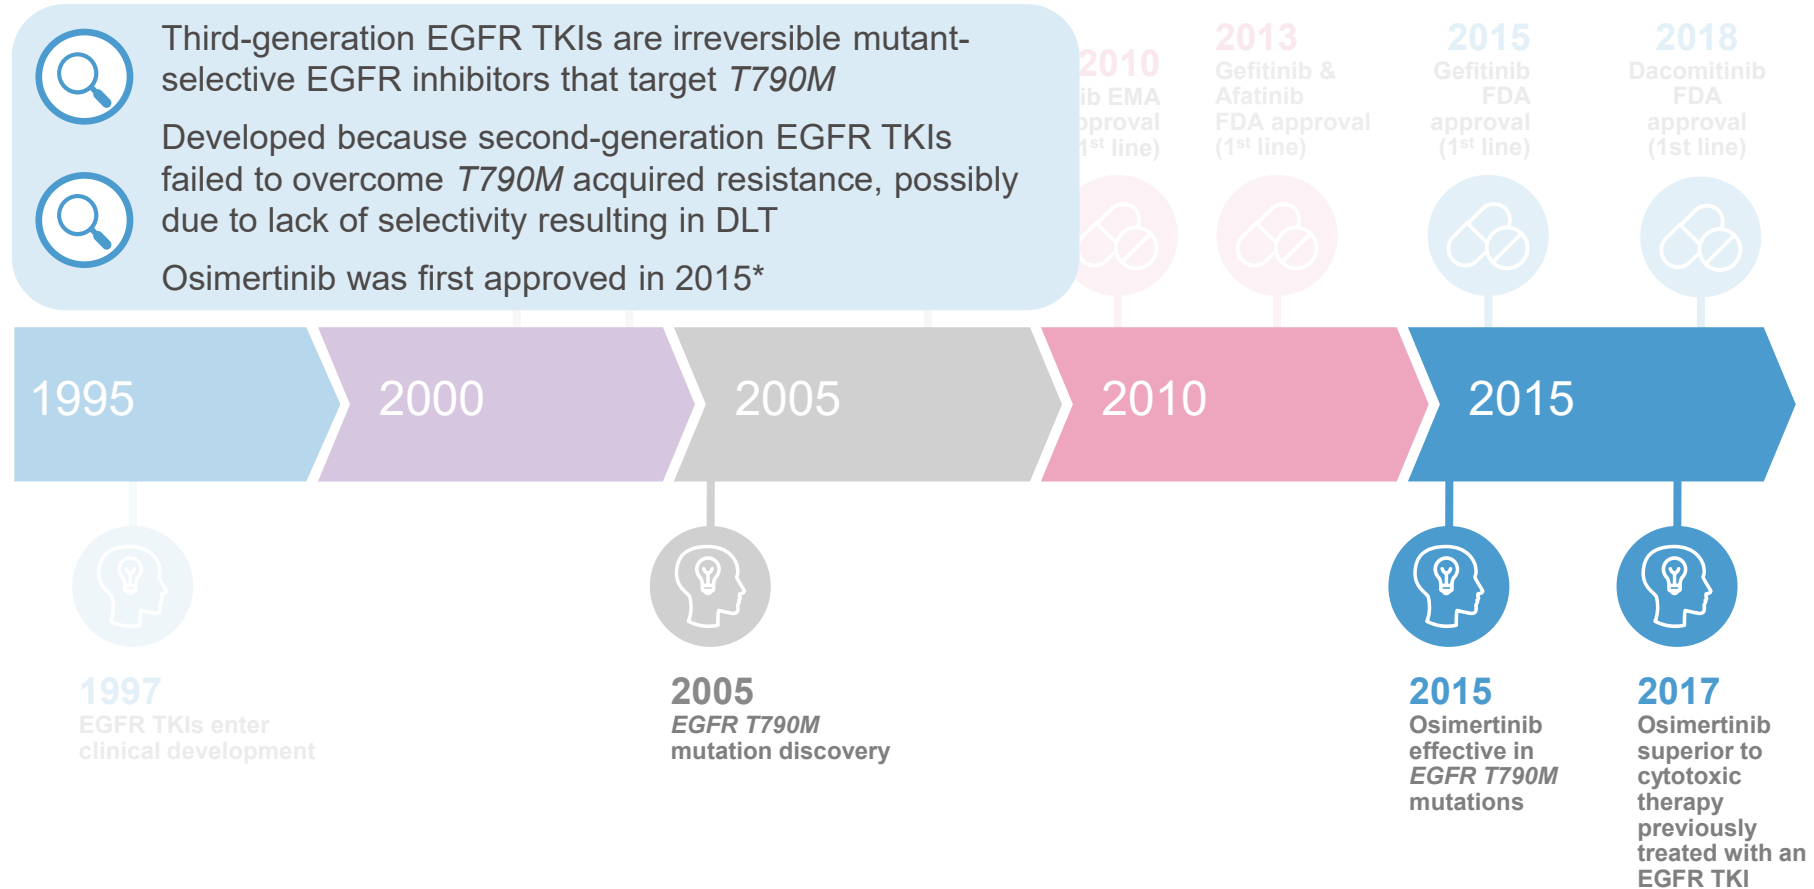 Third-generation EGFR TKIs are irreversible mutant-
selective EGFR inhibitors that target T790M
Developed because second-generation EGFR TKIs
failed to overcome T790M acquired resistance, possibly
due to lack of selectivity resulting in DLT
Osimertinib was first approved in 2015*
2010
EMA
1st line)
2013
Gefitinib &
Afatinib
FDA approval
(1st line)
2015
Gefitinib
FDA
approval
(1st line)
2018
Dacomitinib
FDA
approval
(1st line)
1995
2000
2005
2010
2015
1997
EGFR TKIs enter
clinical development
2005
EGFR T790M
mutation discovery
2015
Osimertinib
effective in
EGFR T790M
mutations
2017
Osimertinib
superior to
cytotoxic
therapy
previously
treated with an
EGFR TKI